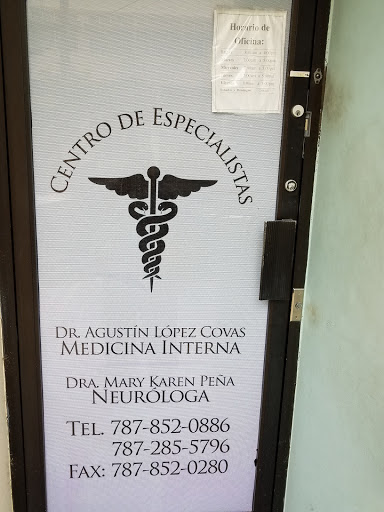 Horario de
Oficina:
CENTRO DE ESPECIALISTAS
DR. AGUSTÍN LÓPEZ COVAS
MEDICINA INTERNA
DRA. MARY KAREN PEÑA
NEURÓLOGA
TEL. 787-852-0886
787-285-5796
FAX: 787-852-0280